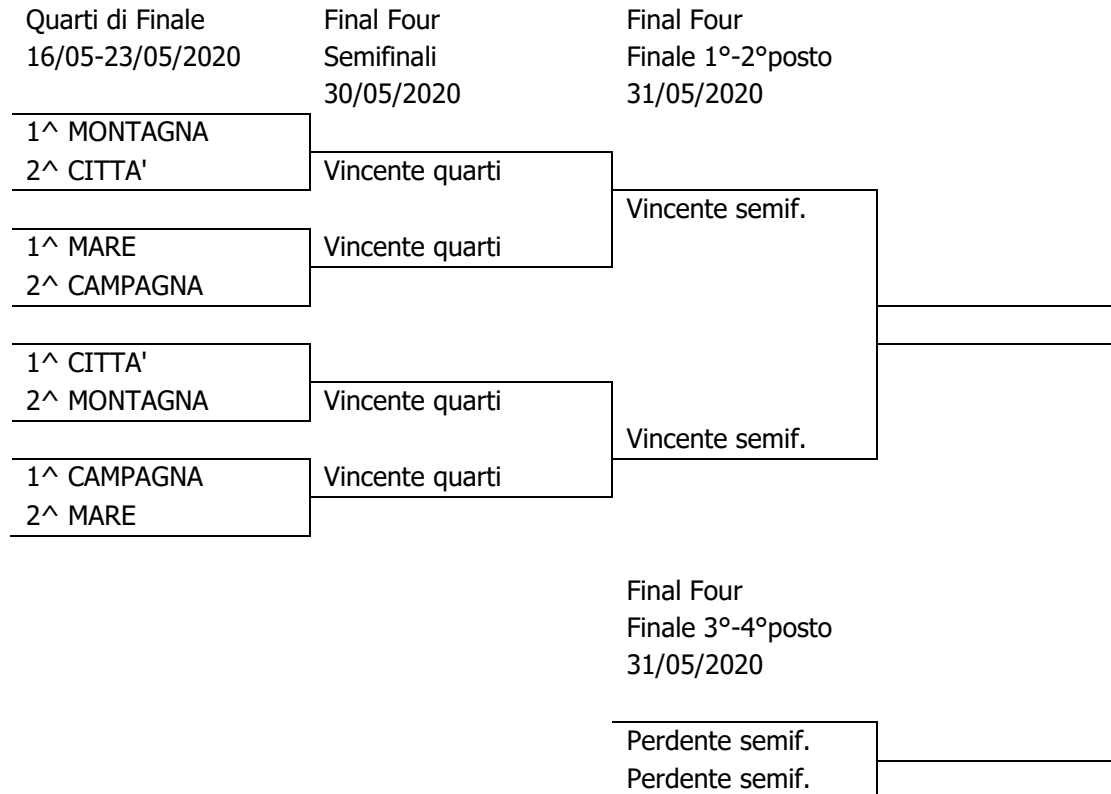 Quarti di Finale
16/05-23/05/2020
Final Four
Semifinali
30/05/2020
Final Four
Finale 1°-2°posto
31/05/2020
1^ MONTAGNA
2^ CITTA'
Vincente quarti
Vincente semif.
1^ MARE
Vincente quarti
2^ CAMPAGNA
1^ CITTA'
2^ MONTAGNA
Vincente quarti
Vincente semif.
1^ CAMPAGNA
Vincente quarti
2^ MARE
Final Four
Finale 3°-4°posto
31/05/2020
Perdente semif.
Perdente semif.